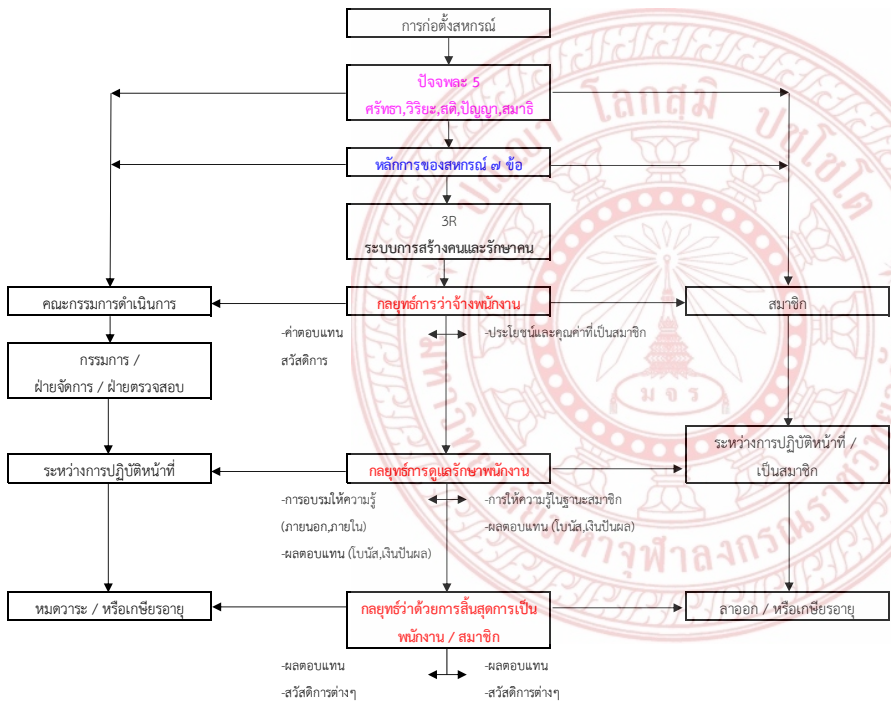 การก่อตั้งสหกรณ์
ปัจจพละ 5
ศรัทธา,วิริยะ,สติ,ปัญญา,สมาธิ
หลักการของสหกรณ์ ๗ ข้อ
3R
ระบบการสร้างคนและรักษาคน
คณะกรรมการดำเนินการ
กลยุทธ์การว่าจ้างพนักงาน
สมาชิก
-ค่าตอบแทน
สวัสดิการ
-ประโยชน์และคุณค่าที่เป็นสมาชิก
กรรมการ /
ฝ่ายจัดการ / ฝ่ายตรวจสอบ
ระหว่างการปฏิบัติหน้าที่
กลยุทธ์การดูแลรักษาพนักงาน
ระหว่างการปฏิบัติหน้าที่ /
เป็นสมาชิก
-การอบรมให้ความรู้
(ภายนอก,ภายใน)
-ผลตอบแทน (โบนัส,เงินปันผล)
-การให้ความรู้ในฐานะสมาชิก
-ผลตอบแทน (โบนัส,เงินปันผล)
หมดวาระ / หรือเกษียรอายุ
กลยุทธ์ว่าด้วยการสิ้นสุดการเป็น
พนักงาน / สมาชิก
ลาออก / หรือเกษียรอายุ
-ผลตอบแทน
-สวัสดิการต่างๆ
-ผลตอบแทน
-สวัสดิการต่างๆ
โลกสฺมิ ปชฺโชโต
ม จ ร